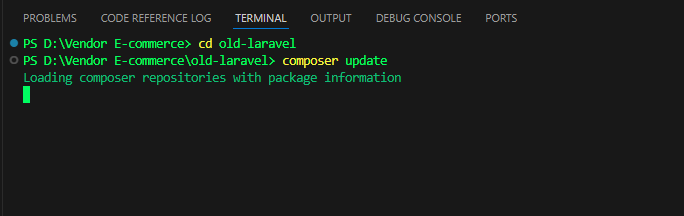 PROBLEMS CODE REFERENCE LOG TERMINAL OUTPUT DEBUG CONSOLE PORTS
PS D:\Vendor E-commerce> cd old-laravel
PS D:\Vendor E-commerce\old-laravel> composer update
Loading composer repositories with package information